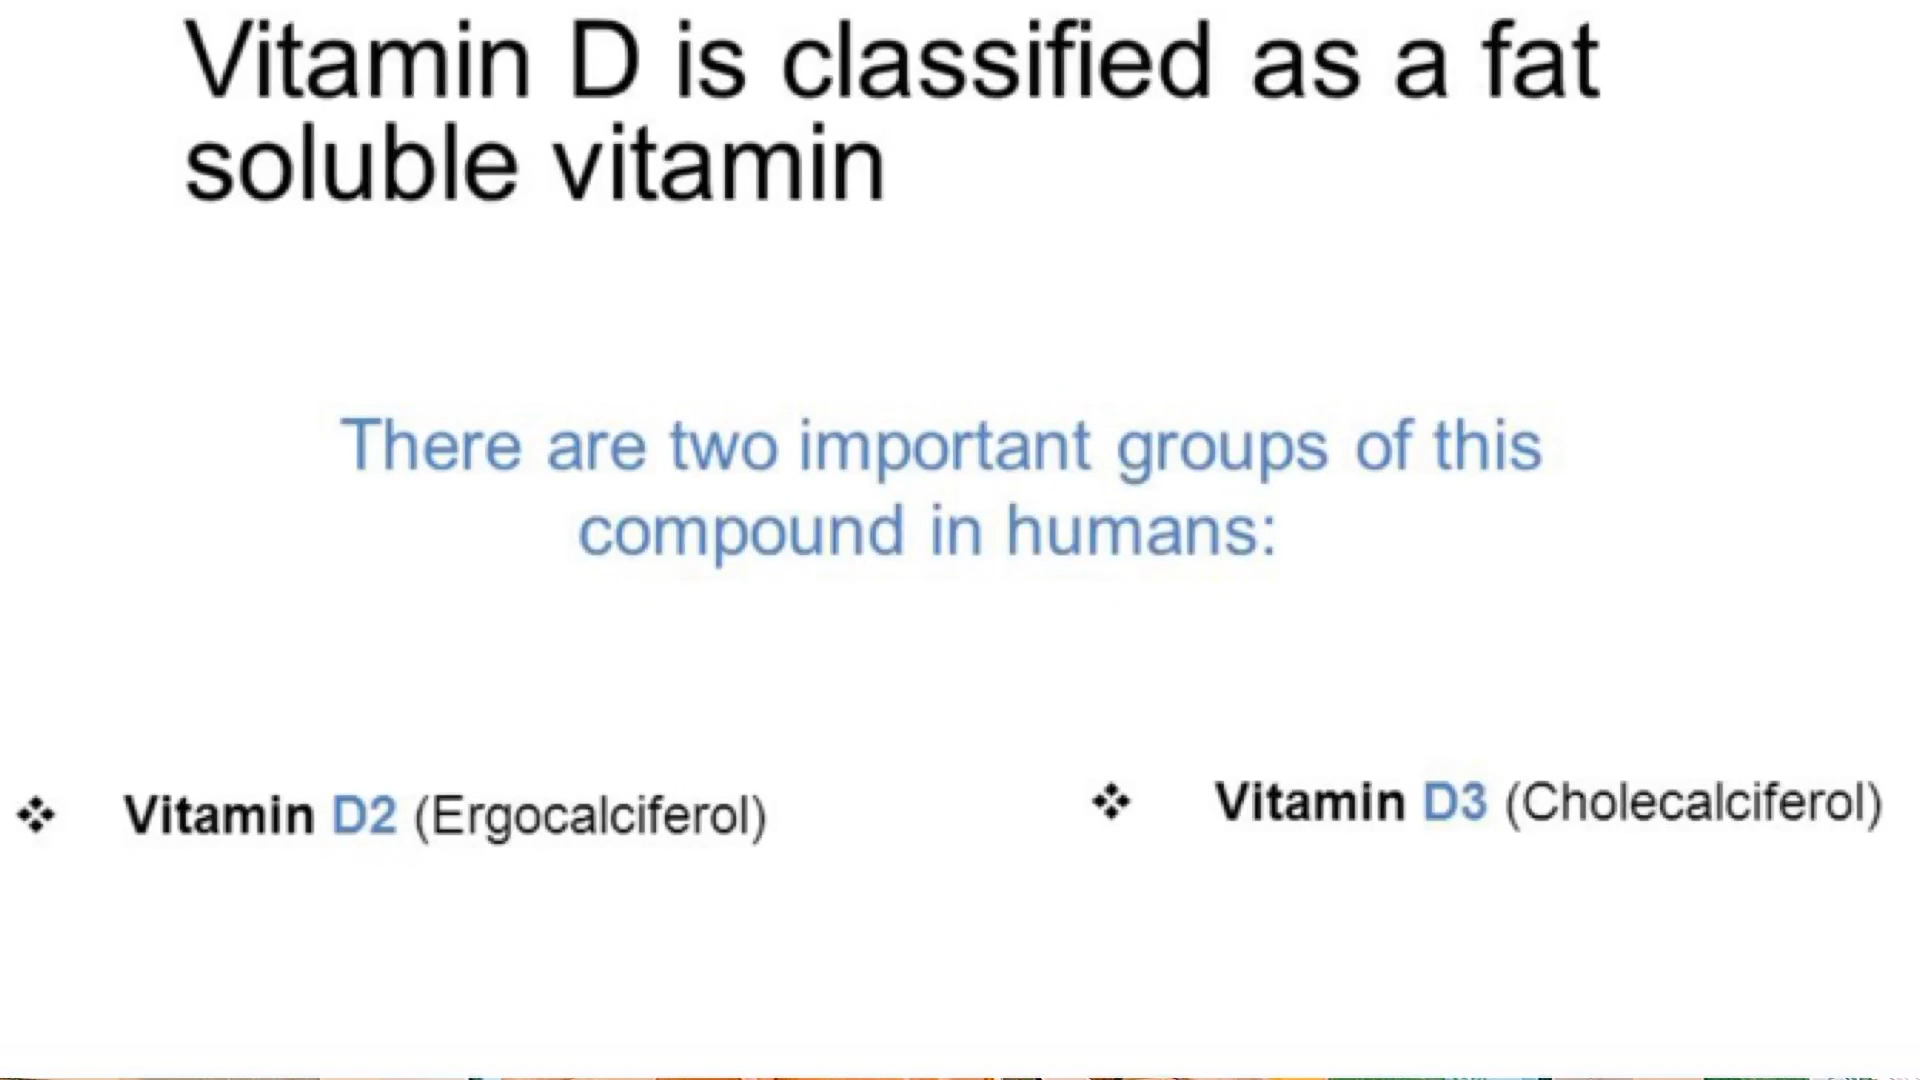 Vitamin D is classified as a fat
soluble vitamin
There are two important groups of this
compound in humans:
❖ Vitamin D2 (Ergocalciferol)
❖ Vitamin D3 (Cholecalciferol)